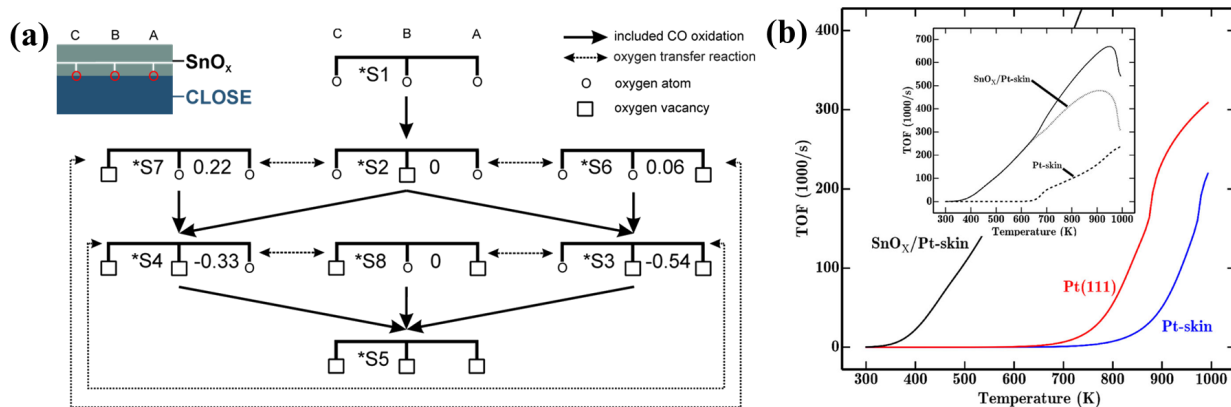 (a)
C B A
SnOₓ
CLOSE
C B A
*S1
included CO oxidation
oxygen transfer reaction
oxygen atom
oxygen vacancy
*S7 0.22
*S2 0
*S6 0.06
*S4 -0.33
*S8 0
*S3 -0.54
*S5
(b)
TOF (1000/s)
400
300
200
100
0
300 400 500 600 700 800 900 1000
Temperature (K)
SnOX/Pt-skin
Pt(111)
Pt-skin
TOF (1000/s)
700
600
500
400
300
200
100
0
300 400 500 600 700 800 900 1000
Temperature (K)
SnOX/Pt-skin
Pt-skin